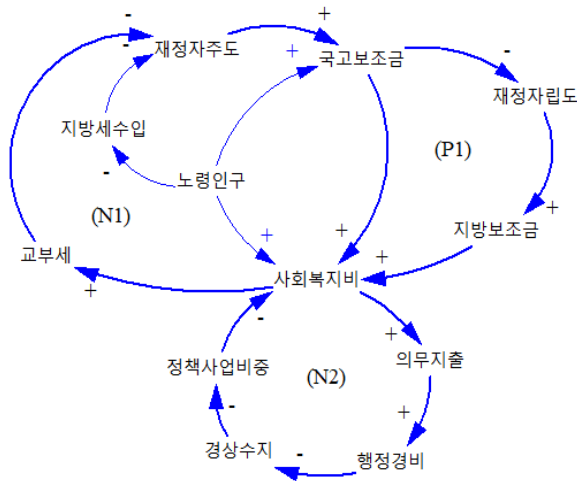 -
+
-
재정자주도
+
국고보조금
-
재정자립도
지방세수입
(P1)
-
노령인구
+
(N1)
지방보조금
교부세
+
+
+
+
사회복지비
+
-
+
의무지출
정책사업비중
(N2)
-
+
경상수지
-
행정경비